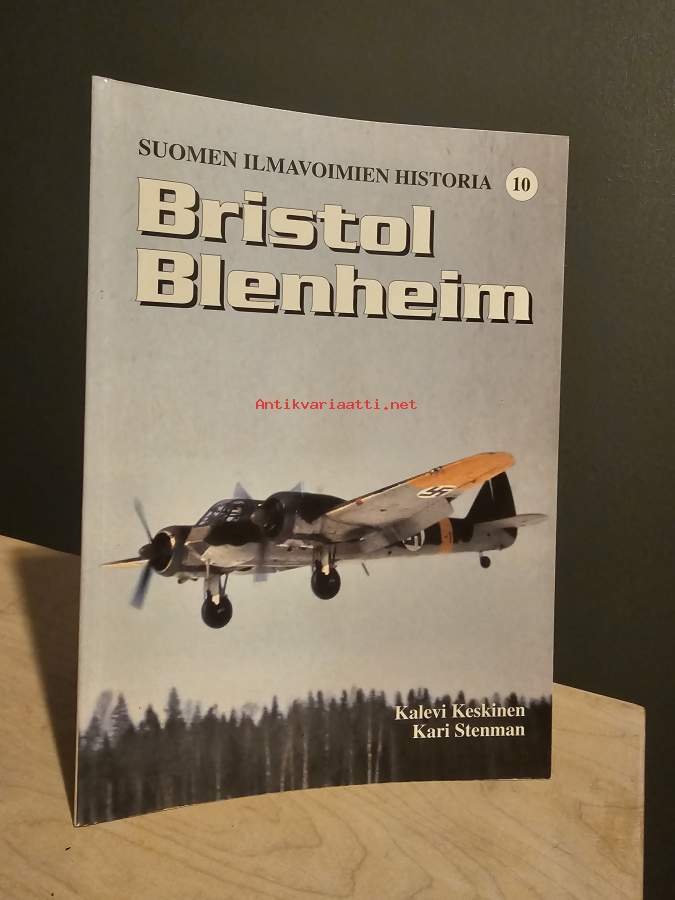 SUOMEN ILMAVOIMIEN HISTORIA 10
Bristol
Blenheim
Antikvariaatti.net
Kalevi Keskinen
Kari Stenman